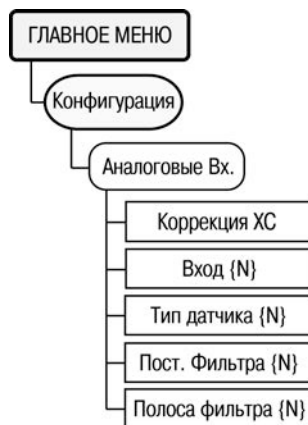 ГЛАВНОЕ МЕНЮ
Конфигурация
Аналоговые Вх.
Коррекция ХС
Вход {N}
Тип датчика {N}
Пост. Фильтра {N}
Полоса фильтра {N}